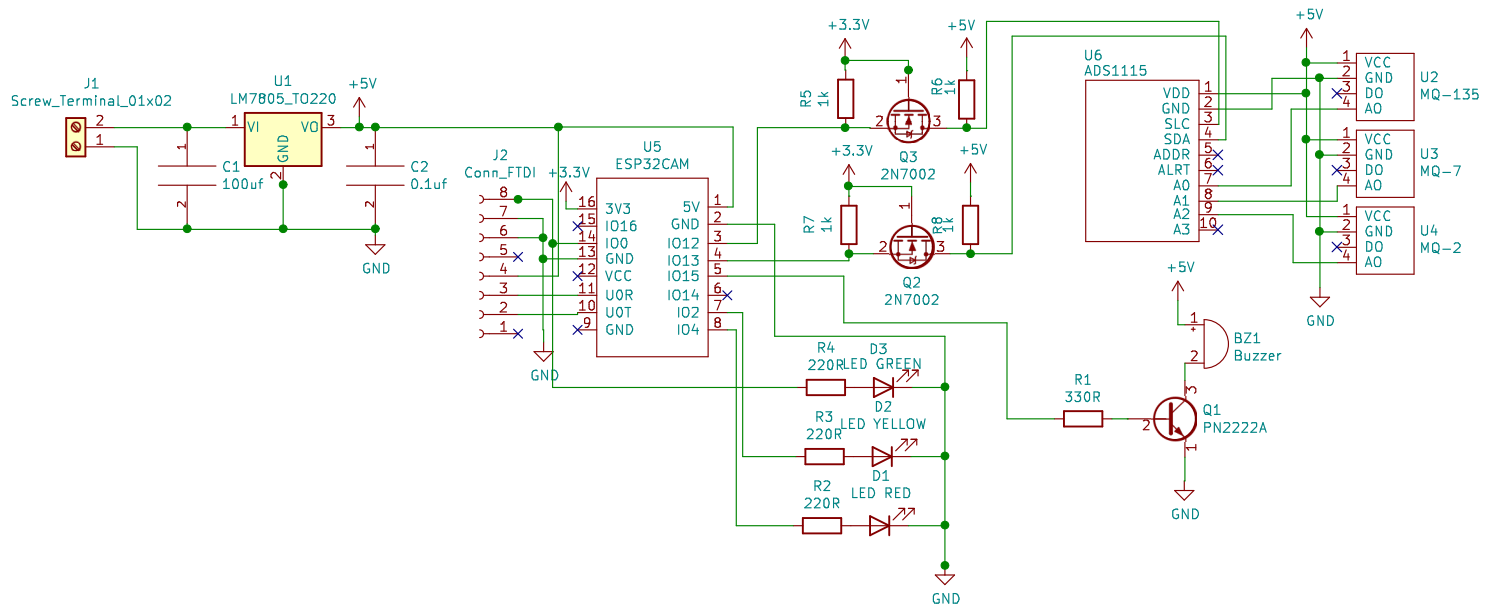 J1
Screw_Terminal_01x02
2
1
U1
LM7805_TO220
1
VI
VO
3
GND
2
+5V
1
C1
100uf
2
1
C2
0.1uf
2
GND
J2
Conn_FTDI
8
7
6
5
4
3
2
1
GND
+3.3V
U5
ESP32CAM
16 3V3
15 IO16
14 IO0
13 GND
12 VCC
11 U0R
10 U0T
9 GND
5V 1
GND 2
IO12 3
IO13 4
IO15 5
IO14 6
IO2 7
IO4 8
+3.3V
R5
1k
1
2
3
Q3
2N7002
+5V
R6
1k
+3.3V
R7
1k
1
2
3
Q2
2N7002
+5V
R8
1k
R4
220R
D3
LED GREEN
R3
220R
D2
LED YELLOW
R2
220R
D1
LED RED
GND
U6
ADS1115
VDD 1
GND 2
SLC 3
SDA 4
ADDR 5
ALRT 6
A0 7
A1 8
A2 9
A3 10
+5V
1 VCC
2 GND
3 DO
4 AO
U2
MQ-135
1 VCC
2 GND
3 DO
4 AO
U3
MQ-7
1 VCC
2 GND
3 DO
4 AO
U4
MQ-2
GND
+5V
1
+
2
BZ1
Buzzer
R1
330R
3
2
1
Q1
PN2222A
GND